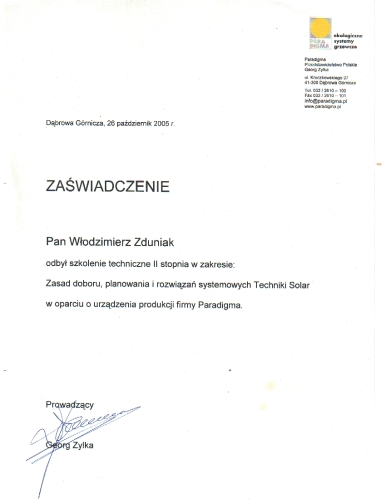 PARA
DIGMA
ekologiczne
systemy
grzewcze
Paradigma
Przedstawicielstwo Polskie
Georg Zylka
ul. Kruczkowskiego 27
41-300 Dąbrowa Górnicza
Tel. 032 / 2610 – 100
Fax 032 / 2610 – 101
info@paradigma.pl
www.paradigma.pl
Dąbrowa Górnicza, 26 październik 2005 r.
ZAŚWIADCZENIE
Pan Włodzimierz Zduniak
odbył szkolenie techniczne II stopnia w zakresie:
Zasad doboru, planowania i rozwiązań systemowych Techniki Solar
w oparciu o urządzenia produkcji firmy Paradigma.
Prowadzący
Georg Zylka